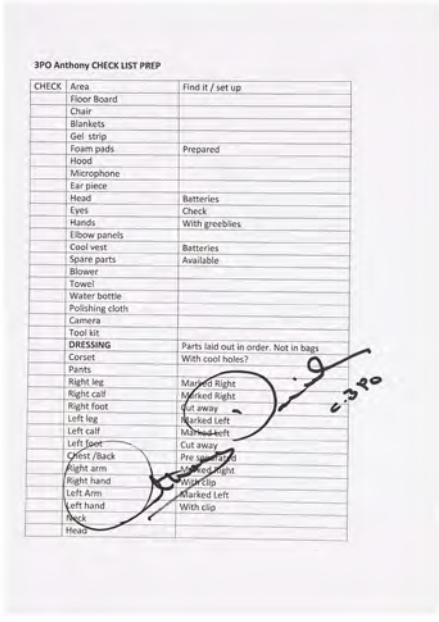 3PO Anthony CHECK LIST PREP
CHECK Area Find it / set up
Floor Board
Chair
Blankets
Gel strip
Foam pads Prepared
Hood
Microphone
Ear piece
Head Batteries
Eyes Check
Hands With greeblies
Elbow panels
Cool vest Batteries
Spare parts Available
Blower
Towel
Water bottle
Polishing cloth
Camera
Tool kit
DRESSING Parts laid out in order. Not in bags
Corset With cool holes?
Pants
Right leg Marked Right
Right calf Marked Right
Right foot Cut away
Left leg Marked Left
Left calf Marked Left
Left foot Cut away
Chest /Back Pre separated
Right arm Marked Right
Right hand With clip
Left Arm Marked Left
Left hand With clip
Neck
Head
C-3PO